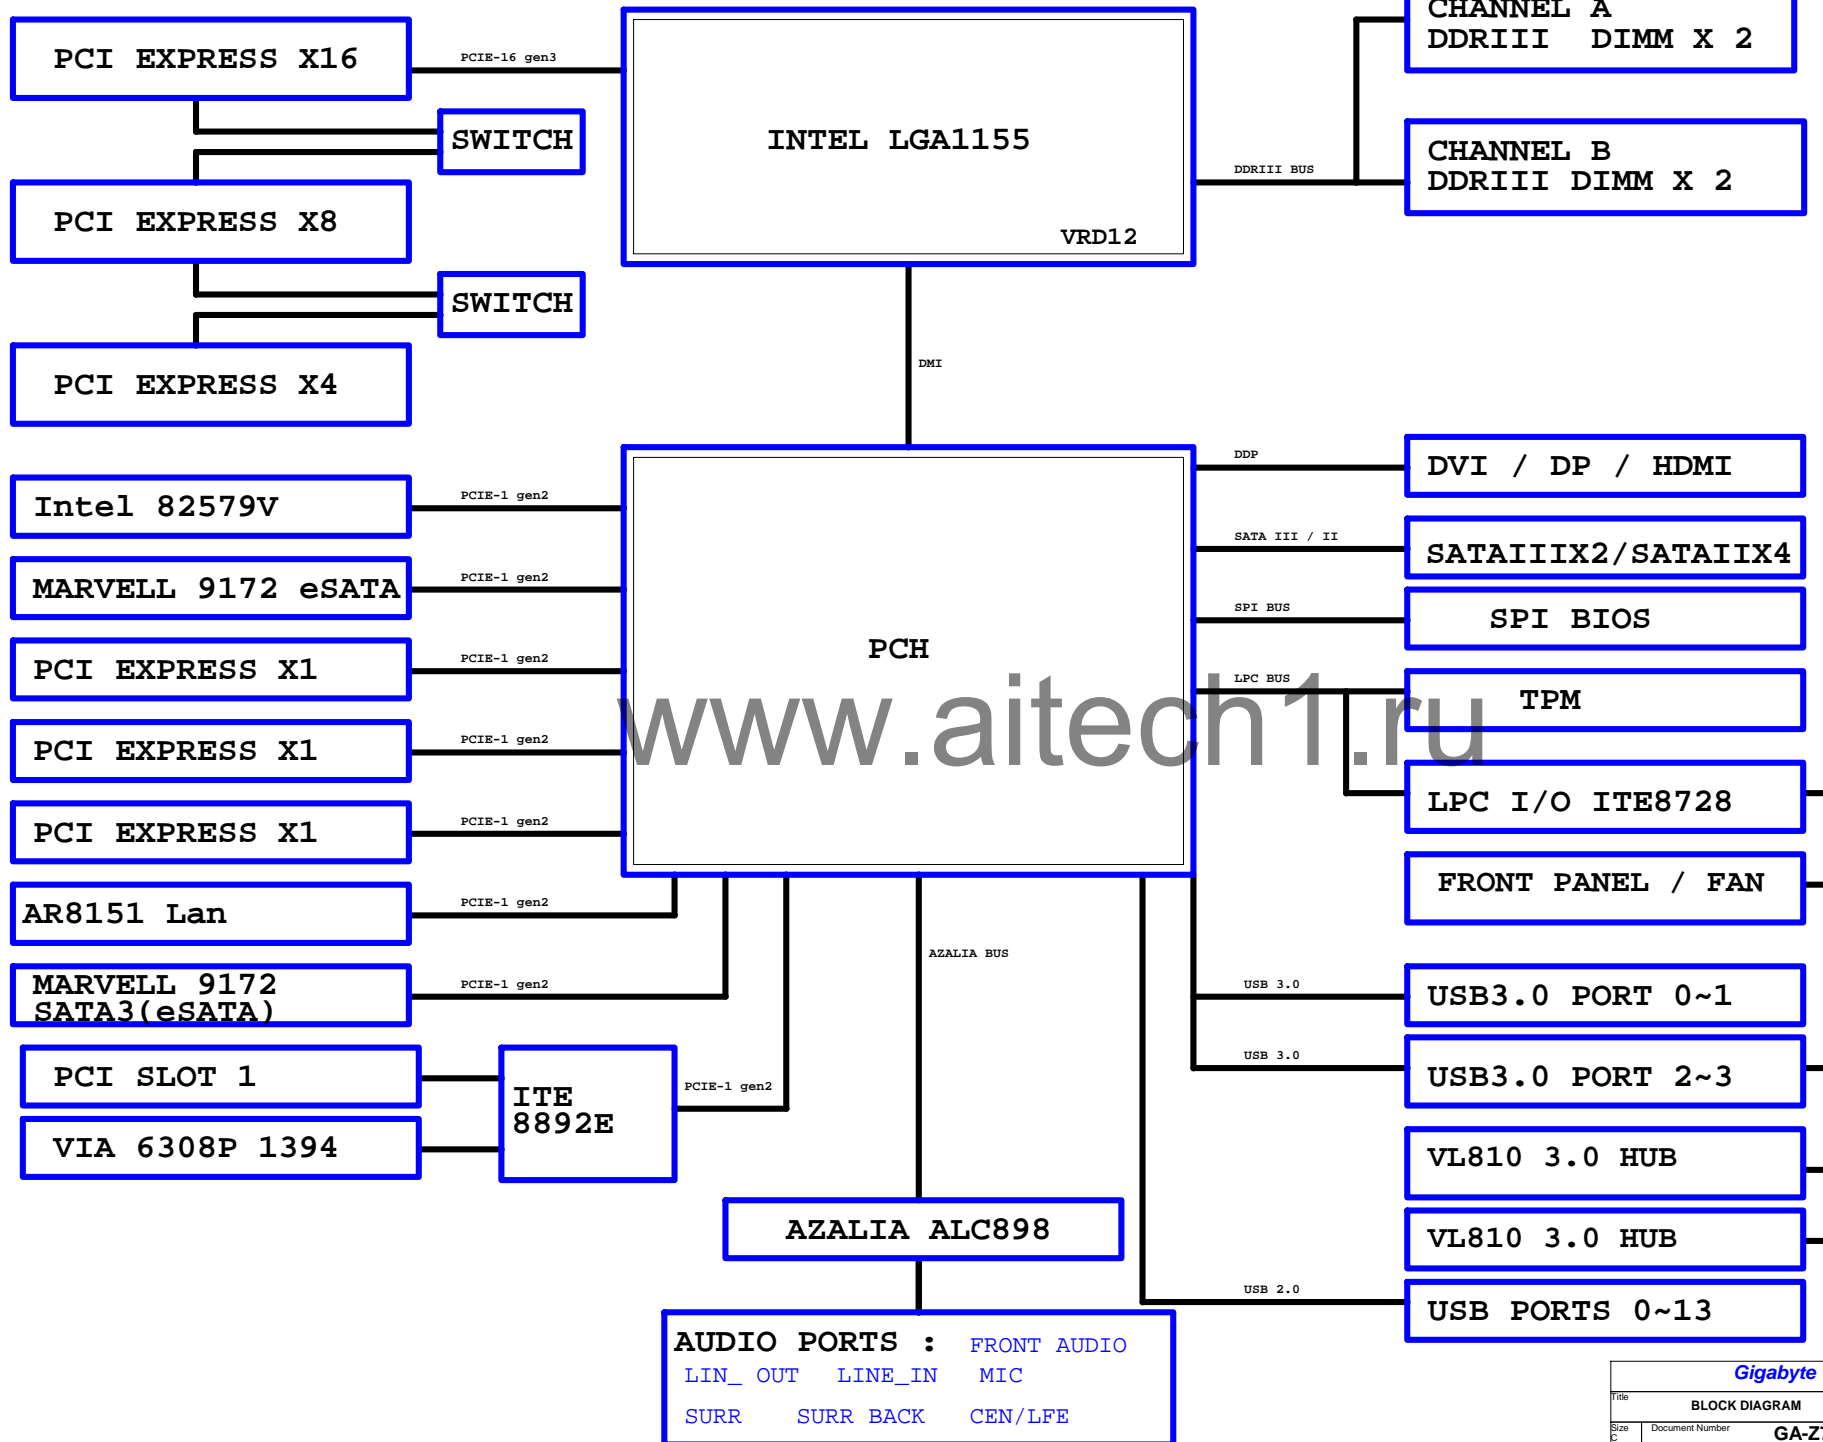 PCI EXPRESS X16
PCIE-16 gen3
SWITCH
PCI EXPRESS X8
SWITCH
PCI EXPRESS X4
INTEL LGA1155
VRD12
DDRIII BUS
CHANNEL A
DDRIII DIMM X 2
CHANNEL B
DDRIII DIMM X 2
DMI
Intel 82579V
PCIE-1 gen2
MARVELL 9172 eSATA
PCIE-1 gen2
PCI EXPRESS X1
PCIE-1 gen2
PCI EXPRESS X1
PCIE-1 gen2
PCI EXPRESS X1
PCIE-1 gen2
AR8151 Lan
PCIE-1 gen2
MARVELL 9172
SATA3(eSATA)
PCIE-1 gen2
PCI SLOT 1
VIA 6308P 1394
ITE
8892E
PCIE-1 gen2
PCH
www.aitech1.ru
DDP
DVI / DP / HDMI
SATA III / II
SATAIIIX2/SATAIIX4
SPI BUS
SPI BIOS
LPC BUS
TPM
LPC I/O ITE8728
FRONT PANEL / FAN
USB 3.0
USB3.0 PORT 0~1
USB 3.0
USB3.0 PORT 2~3
VL810 3.0 HUB
VL810 3.0 HUB
USB 2.0
USB PORTS 0~13
AZALIA BUS
AZALIA ALC898
AUDIO PORTS : FRONT AUDIO
LIN_ OUT LINE_IN MIC
SURR SURR BACK CEN/LFE
Gigabyte
Title
BLOCK DIAGRAM
Size
C
Document Number